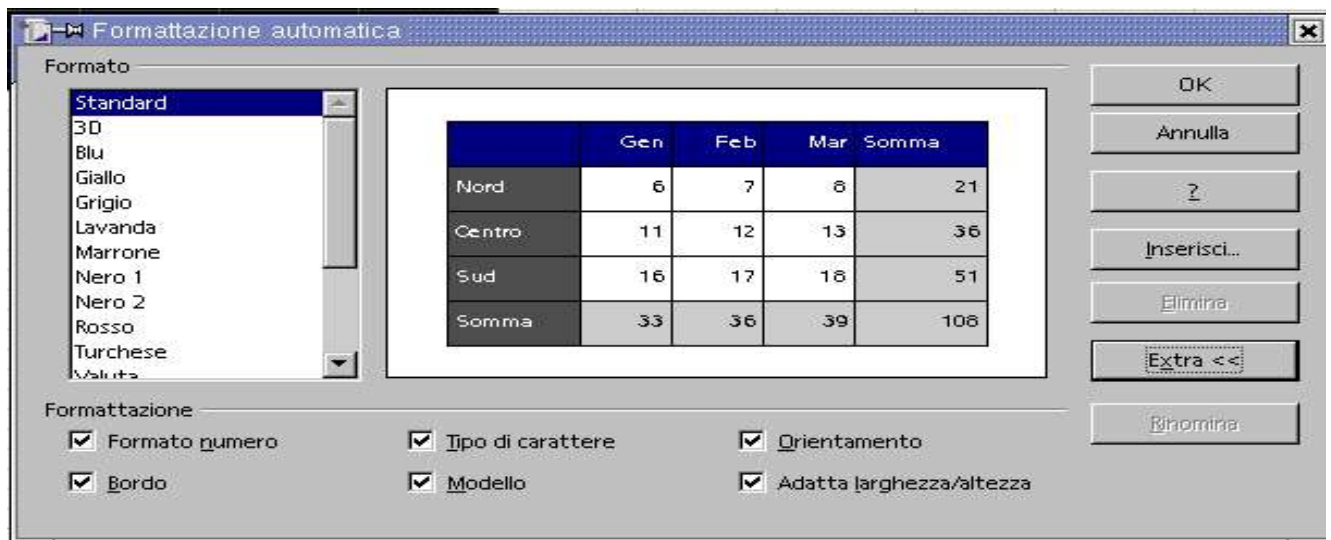 Formattazione automatica
Formato
Standard
3D
Blu
Giallo
Grigio
Lavanda
Marrone
Nero 1
Nero 2
Rosso
Turchese
Valuta
Gen Feb Mar Somma
Nord 6 7 8 21
Centro 11 12 13 36
Sud 16 17 18 51
Somma 33 36 39 108
OK
Annulla
?
Inserisci...
Elimina
Extra <<
Rinomina
Formattazione
Formato numero
Tipo di carattere
Orientamento
Bordo
Modello
Adatta larghezza/altezza